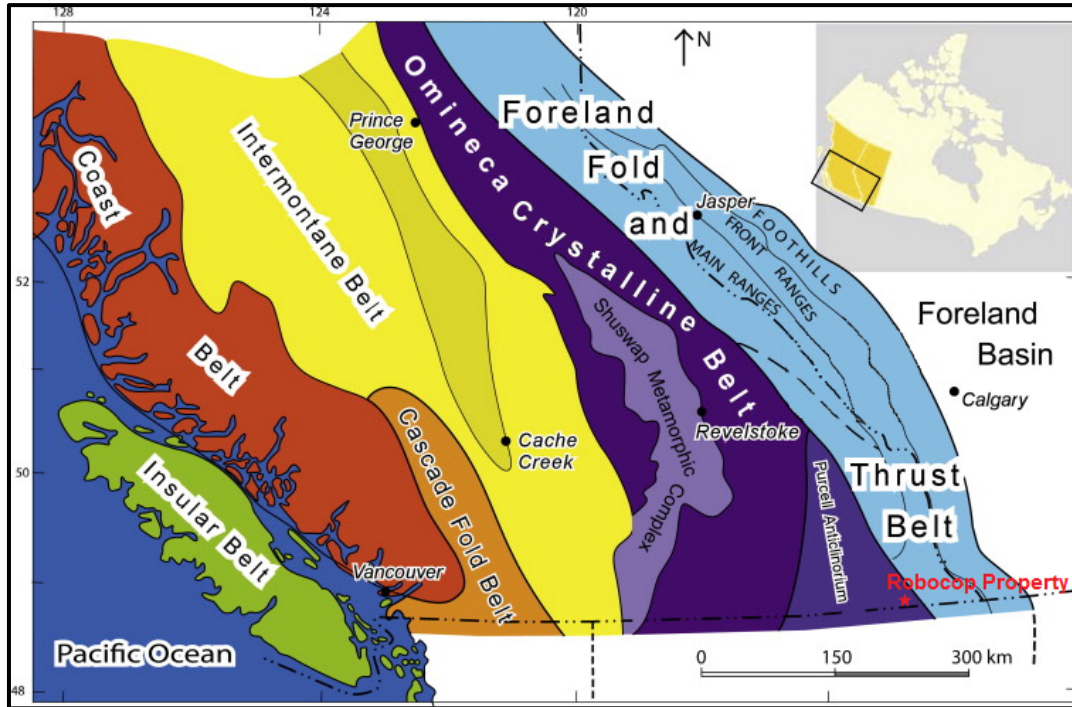 128
124
120
N
Omineca Crystalline Belt
Foreland
Fold
and
Thrust
Belt
Prince
George
Intermontane Belt
Coast
Belt
Jasper
FOOTHILLS
FRONT RANGES
MAIN RANGES
52
Shuswap Metamorphic
Complex
Foreland
Basin
Calgary
Revelstoke
Cache
Creek
Cascade Fold Belt
50
Insular Belt
Purcell Anticlinorium
Robocop Property
Vancouver
Pacific Ocean
0
150
300 km
48